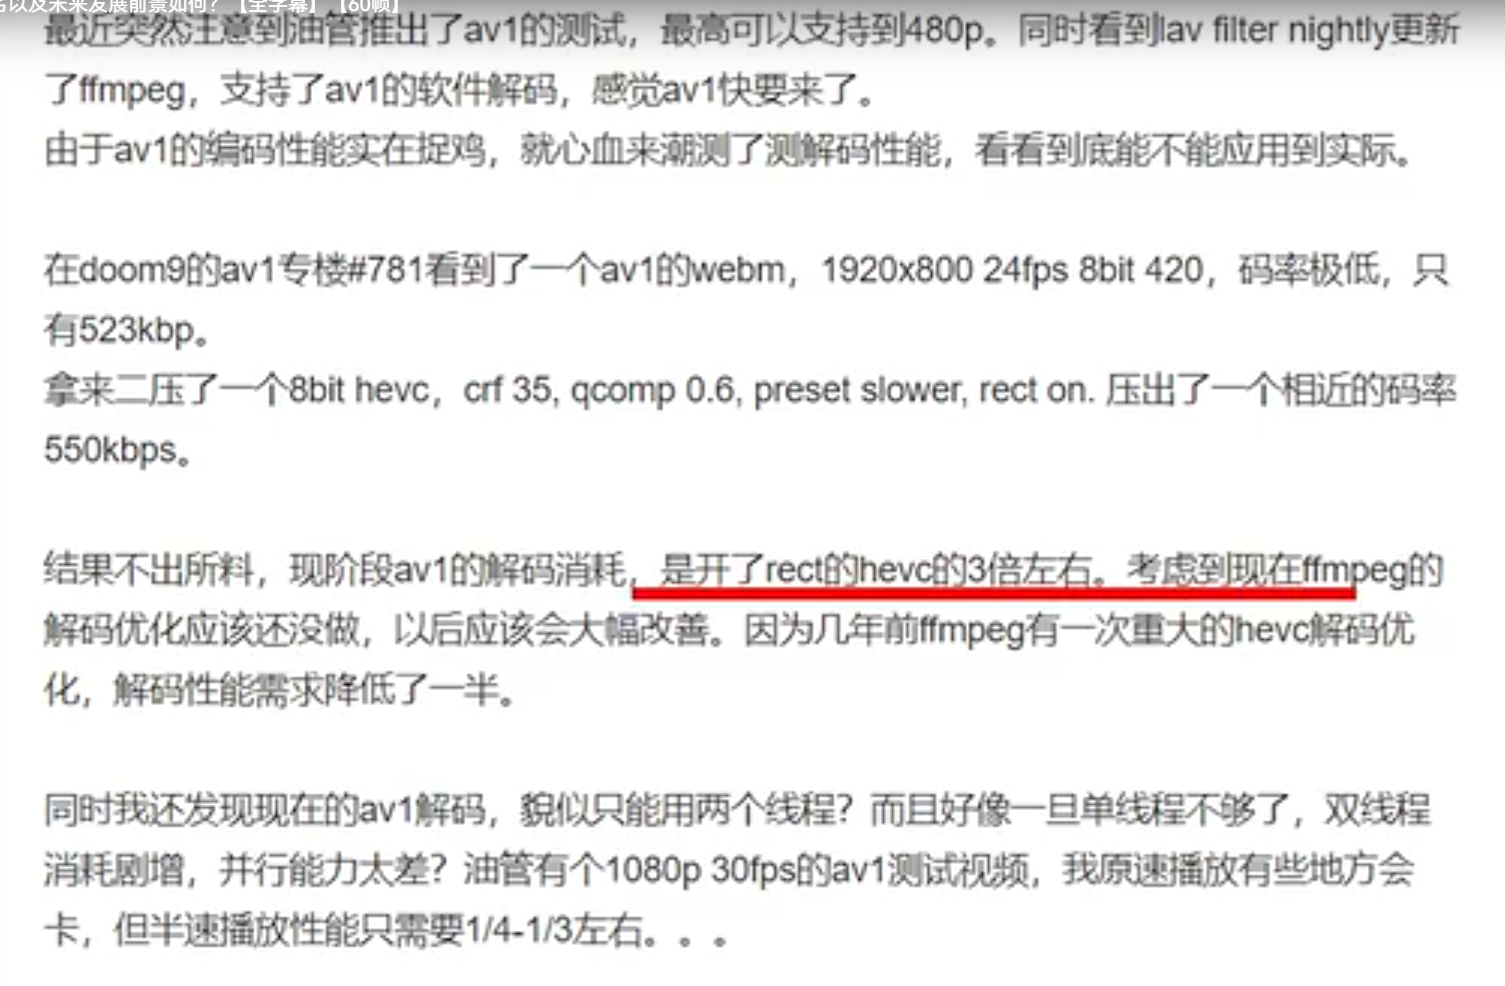 以及未来发展前景如何?【全字幕】【60帧】
最近突然注意到油管推出了av1的测试，最高可以支持到480p。同时看到lav filter nightly更新
了ffmpeg，支持了av1的软件解码，感觉av1快要来了。
由于av1的编码性能实在捉鸡，就心血来潮测了测解码性能，看看到底能不能应用到实际。
在doom9的av1专楼#781看到了一个av1的webm，1920x800 24fps 8bit 420，码率极低，只
有523kbp。
拿来二压了一个8bit hevc，crf 35, qcomp 0.6, preset slower, rect on. 压出了一个相近的码率
550kbps。
结果不出所料，现阶段av1的解码消耗，是开了rect的hevc的3倍左右。考虑到现在ffmpeg的
解码优化应该还没做，以后应该会大幅改善。因为几年前ffmpeg有一次重大的hevc解码优
化，解码性能需求降低了一半。
同时我还发现现在的av1解码，貌似只能用两个线程？而且好像一旦单线程不够了，双线程
消耗剧增，并行能力太差？油管有个1080p 30fps的av1测试视频，我原速播放有些地方会
卡，但半速播放性能只需要1/4-1/3左右。。。